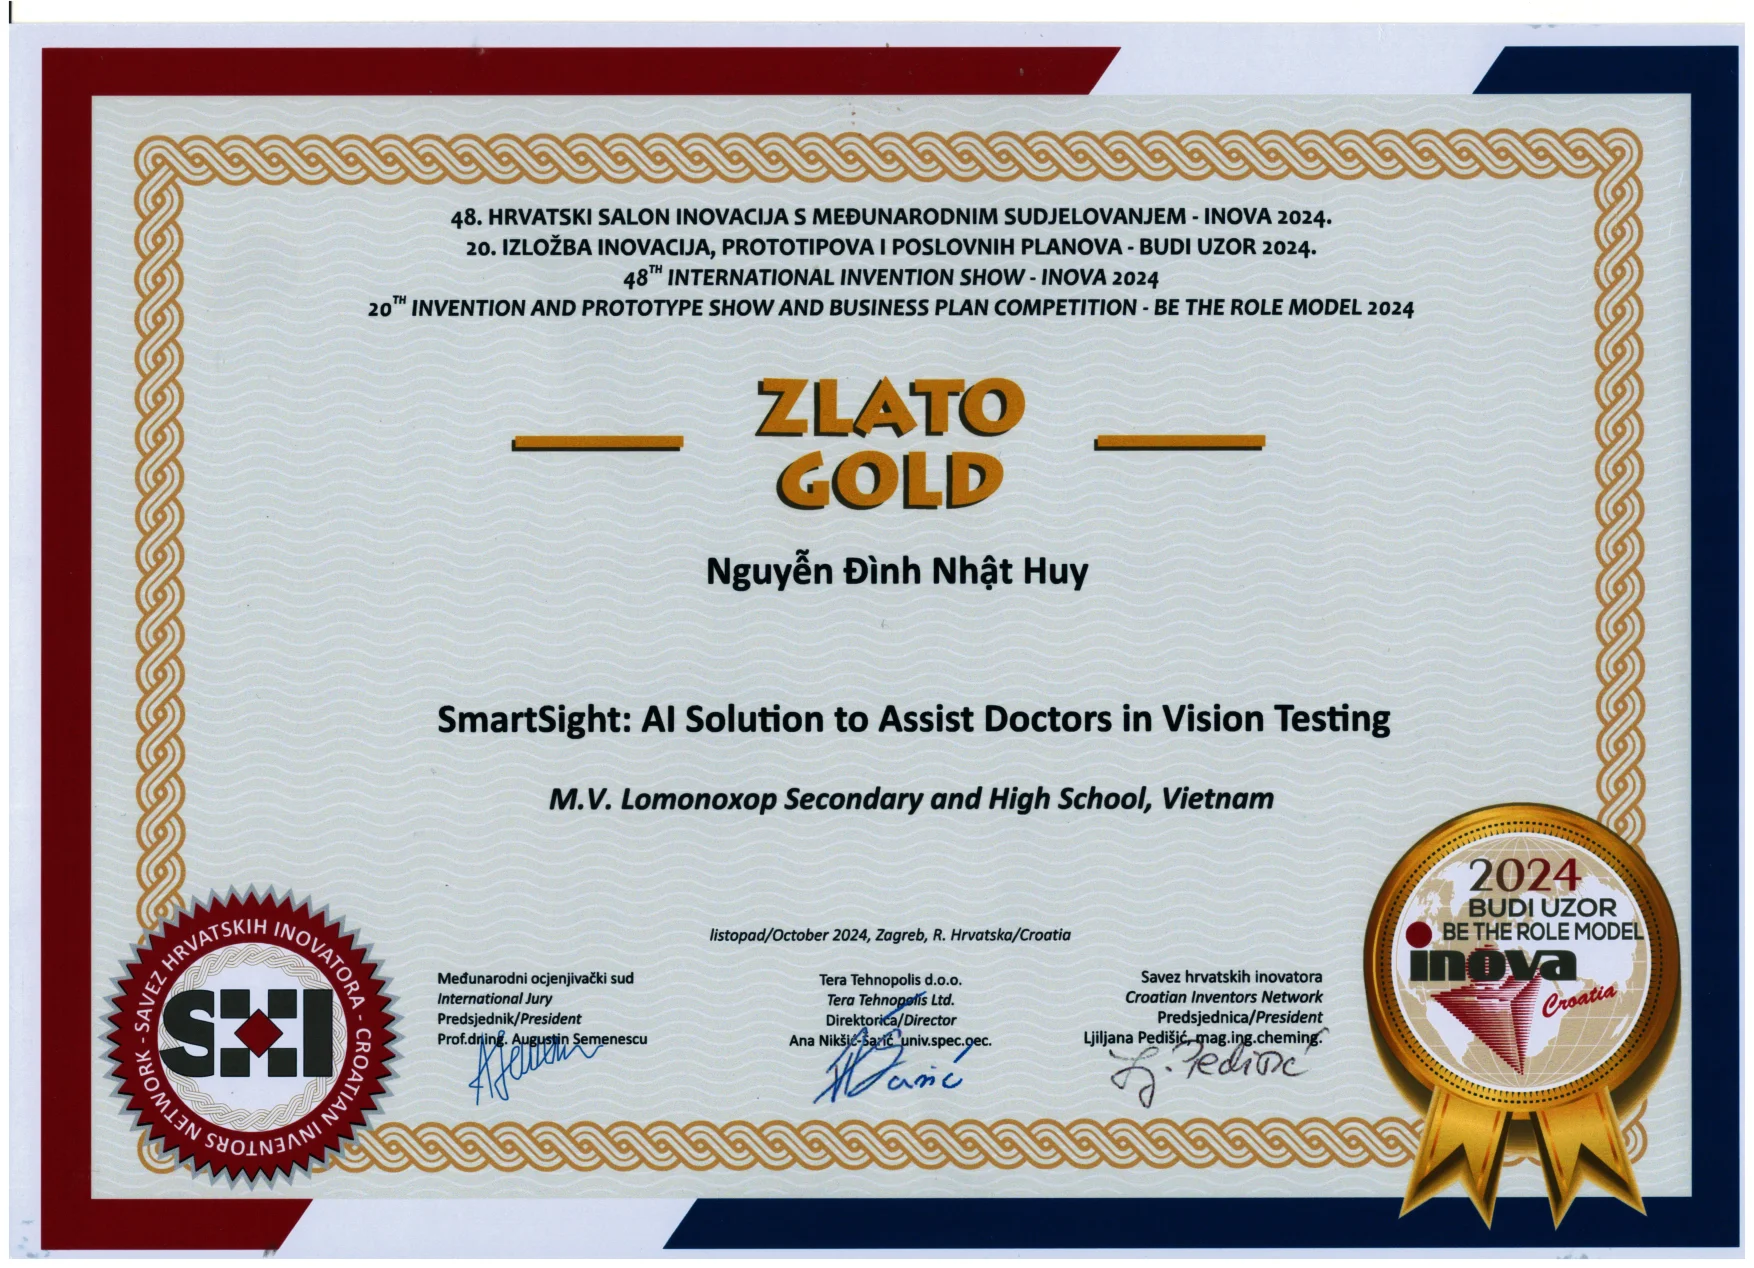 48. HRVATSKI SALON INOVACIJA S MEĐUNARODNIM SUDJELOVANJEM - INOVA 2024.
20. IZLOŽBA INOVACIJA, PROTOTIPOVA I POSLOVNIH PLANOVA - BUDI UZOR 2024.
48TH INTERNATIONAL INVENTION SHOW - INOVA 2024
20TH INVENTION AND PROTOTYPE SHOW AND BUSINESS PLAN COMPETITION - BE THE ROLE MODEL 2024
ZLATO
GOLD
Nguyễn Đình Nhật Huy
SmartSight: AI Solution to Assist Doctors in Vision Testing
M.V. Lomonoxop Secondary and High School, Vietnam
listopad/October 2024, Zagreb, R. Hrvatska/Croatia
Međunarodni ocjenjivački sud
International Jury
Predsjednik/President
Prof.dring. Augustin Semenescu
Tera Tehnopolis d.o.o.
Tera Tehnopolis Ltd.
Direktorica/Director
Ana Nikšić-Sarić univ.spec.oec.
Savez hrvatskih inovatora
Croatian Inventors Network
Predsjednica/President
Ljiljana Pedišić, mag.ing.cheming.
SAVEZ HRVATSKIH INOVATORA - CROATIAN INVENTORS NETWORK -
SHI
2024
BUDI UZOR
BE THE ROLE MODEL
inova
Croatia